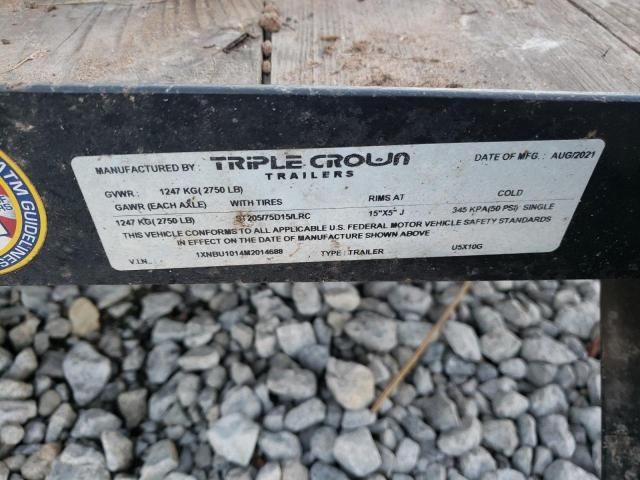 MANUFACTURED BY: TRIPLE CROWN DATE OF MFG.: AUG/2021
TRAILERS
GVWR: 1247 KG( 2750 LB)
GAWR (EACH AXLE) WITH TIRES RIMS AT COLD
1247 KG( 2750 LB) ST205/75D15/LRC 15"X5" J 345 KPA(50 PSI) SINGLE
THIS VEHICLE CONFORMS TO ALL APPLICABLE U.S. FEDERAL MOTOR VEHICLE SAFETY STANDARDS
IN EFFECT ON THE DATE OF MANUFACTURE SHOWN ABOVE
V.I.N.. 1XNBU1014M2014688 TYPE: TRAILER U5X10G
ATM GUIDELINES